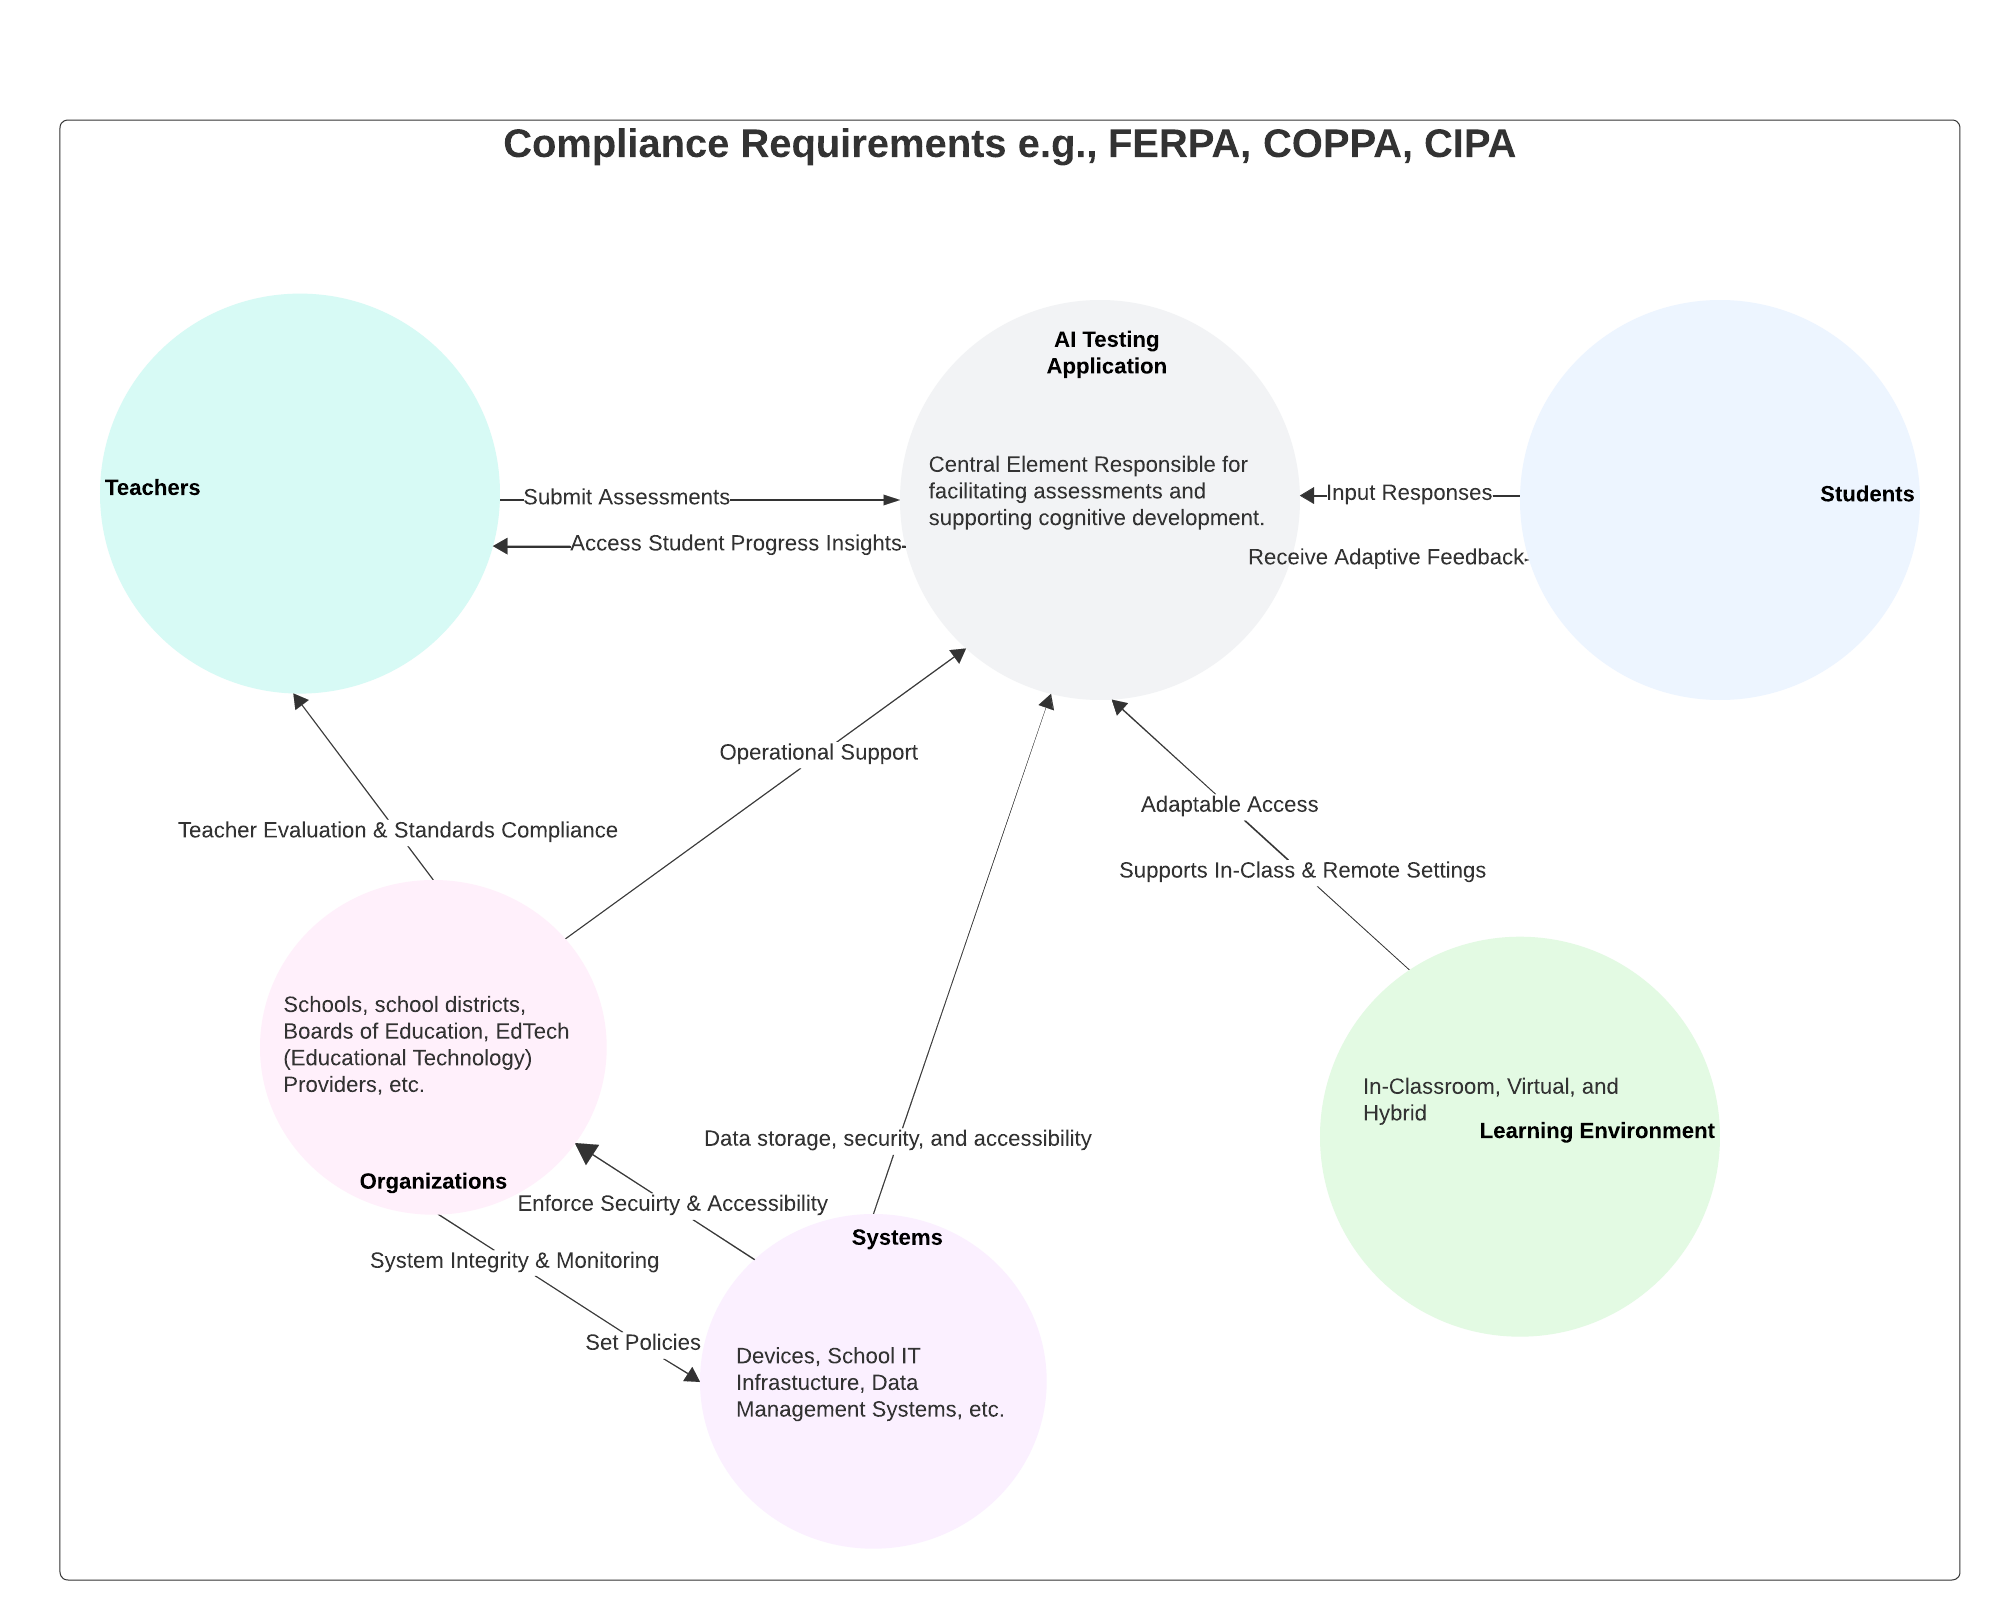 Compliance Requirements e.g., FERPA, COPPA, CIPA
AI Testing
Application
Central Element Responsible for
facilitating assessments and
supporting cognitive development.
Teachers
Submit Assessments
Access Student Progress Insights
Input Responses
Students
Receive Adaptive Feedback
Operational Support
Teacher Evaluation & Standards Compliance
Adaptable Access
Supports In-Class & Remote Settings
Schools, school districts,
Boards of Education, EdTech
(Educational Technology)
Providers, etc.
Organizations
In-Classroom, Virtual, and
Hybrid
Learning Environment
Data storage, security, and accessibility
Enforce Secuirty & Accessibility
System Integrity & Monitoring
Set Policies
Systems
Devices, School IT
Infrastucture, Data
Management Systems, etc.